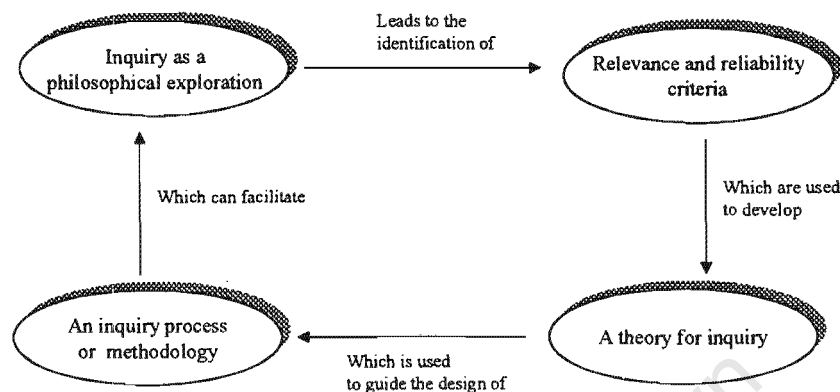 Leads to the
identification of
Inquiry as a
philosophical exploration
Relevance and reliability
criteria
Which can facilitate
Which are used
to develop
An inquiry process
or methodology
A theory for inquiry
Which is used
to guide the design of